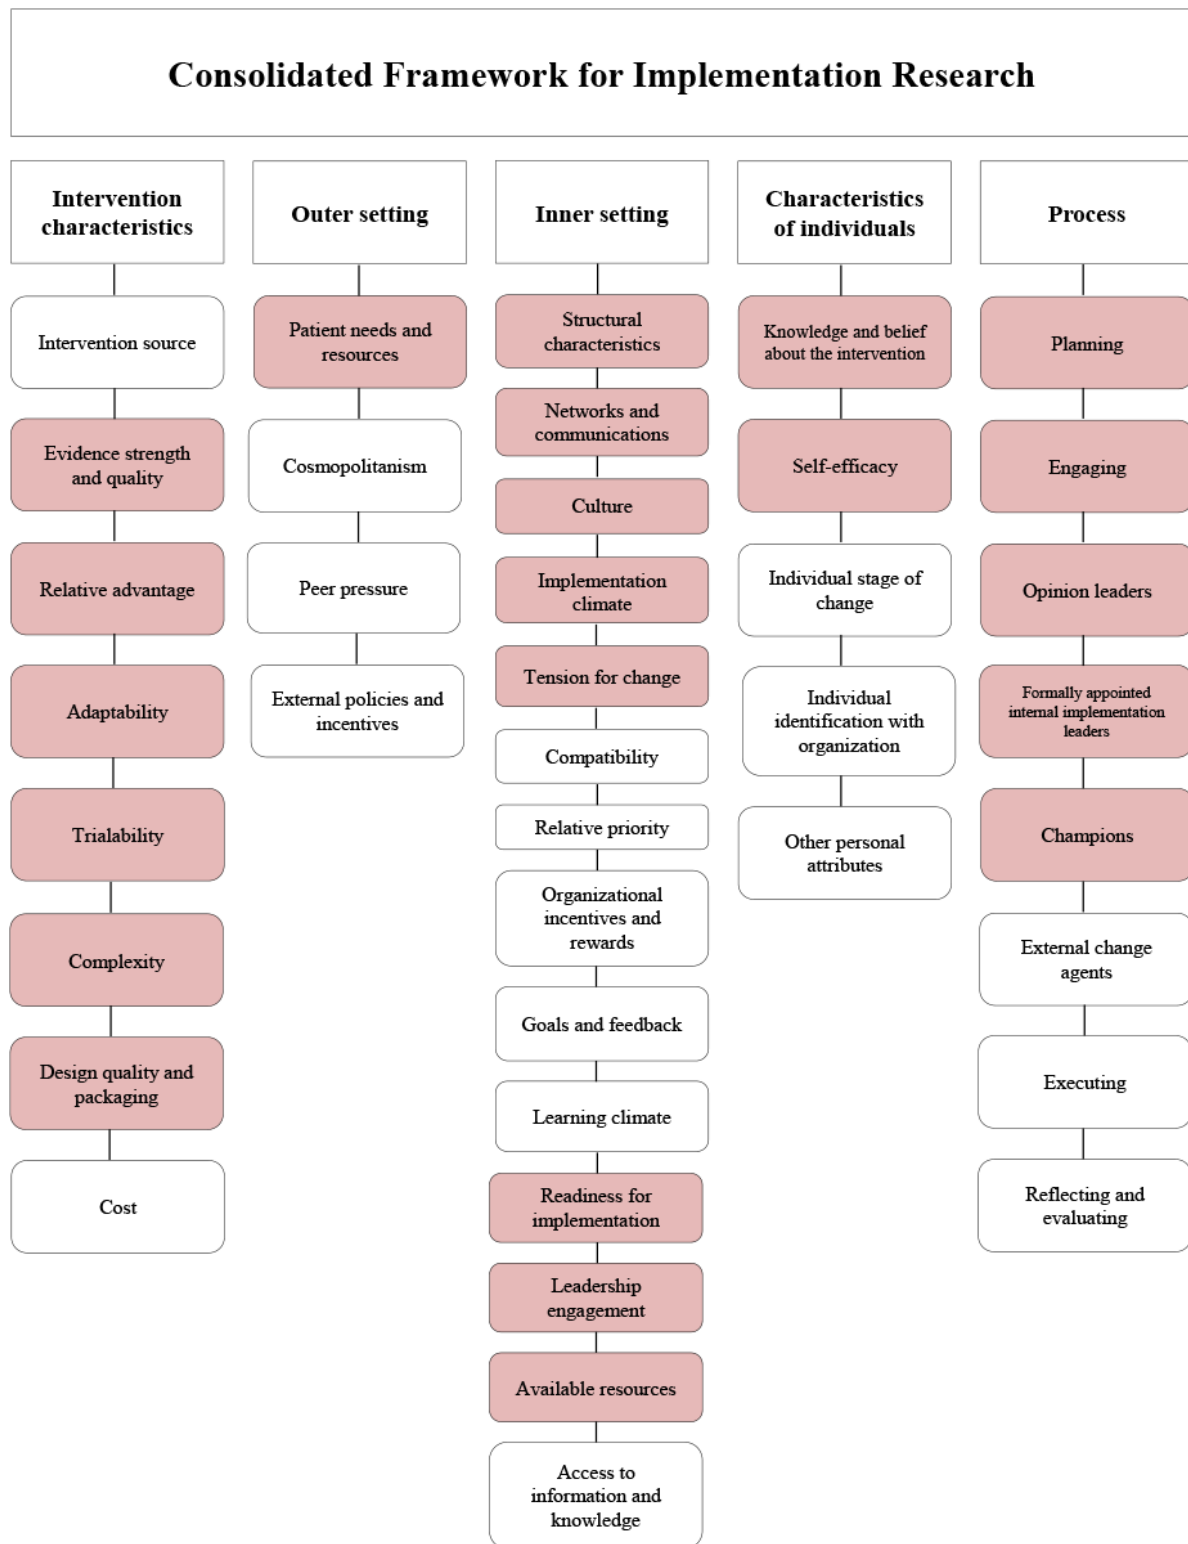 Consolidated Framework for Implementation Research
Intervention
characteristics
Intervention source
Evidence strength
and quality
Relative advantage
Adaptability
Trialability
Complexity
Design quality and
packaging
Cost
Outer setting
Patient needs and
resources
Cosmopolitanism
Peer pressure
External policies and
incentives
Inner setting
Structural
characteristics
Networks and
communications
Culture
Implementation
climate
Tension for change
Compatibility
Relative priority
Organizational
incentives and
rewards
Goals and feedback
Learning climate
Readiness for
implementation
Leadership
engagement
Available resources
Access to
information and
knowledge
Characteristics
of individuals
Knowledge and belief
about the intervention
Self-efficacy
Individual stage of
change
Individual
identification with
organization
Other personal
attributes
Process
Planning
Engaging
Opinion leaders
Formally appointed
internal implementation
leaders
Champions
External change
agents
Executing
Reflecting and
evaluating